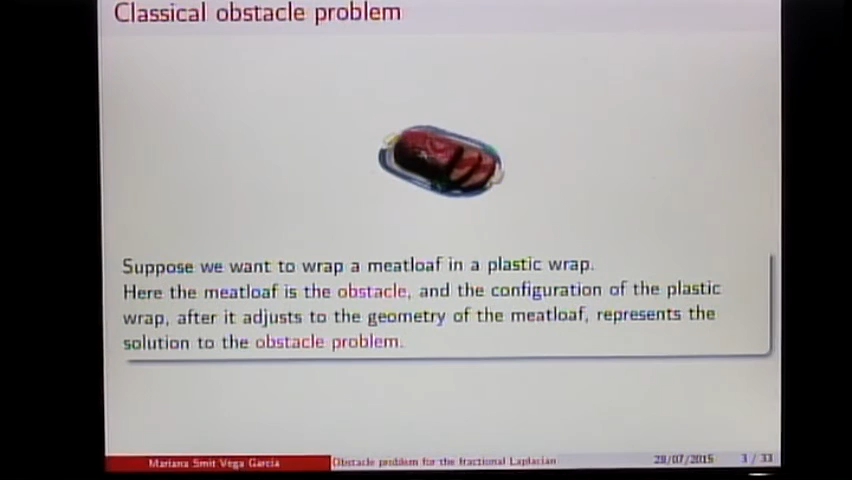 Classical obstacle problem
Suppose we want to wrap a meatloaf in a plastic wrap.
Here the meatloaf is the obstacle, and the configuration of the plastic
wrap, after it adjusts to the geometry of the meatloaf, represents the
solution to the obstacle problem.
Mariana Smit Vega Garcia
Obstacle problem for the fractional Laplacian
28/07/2015
3 / 33